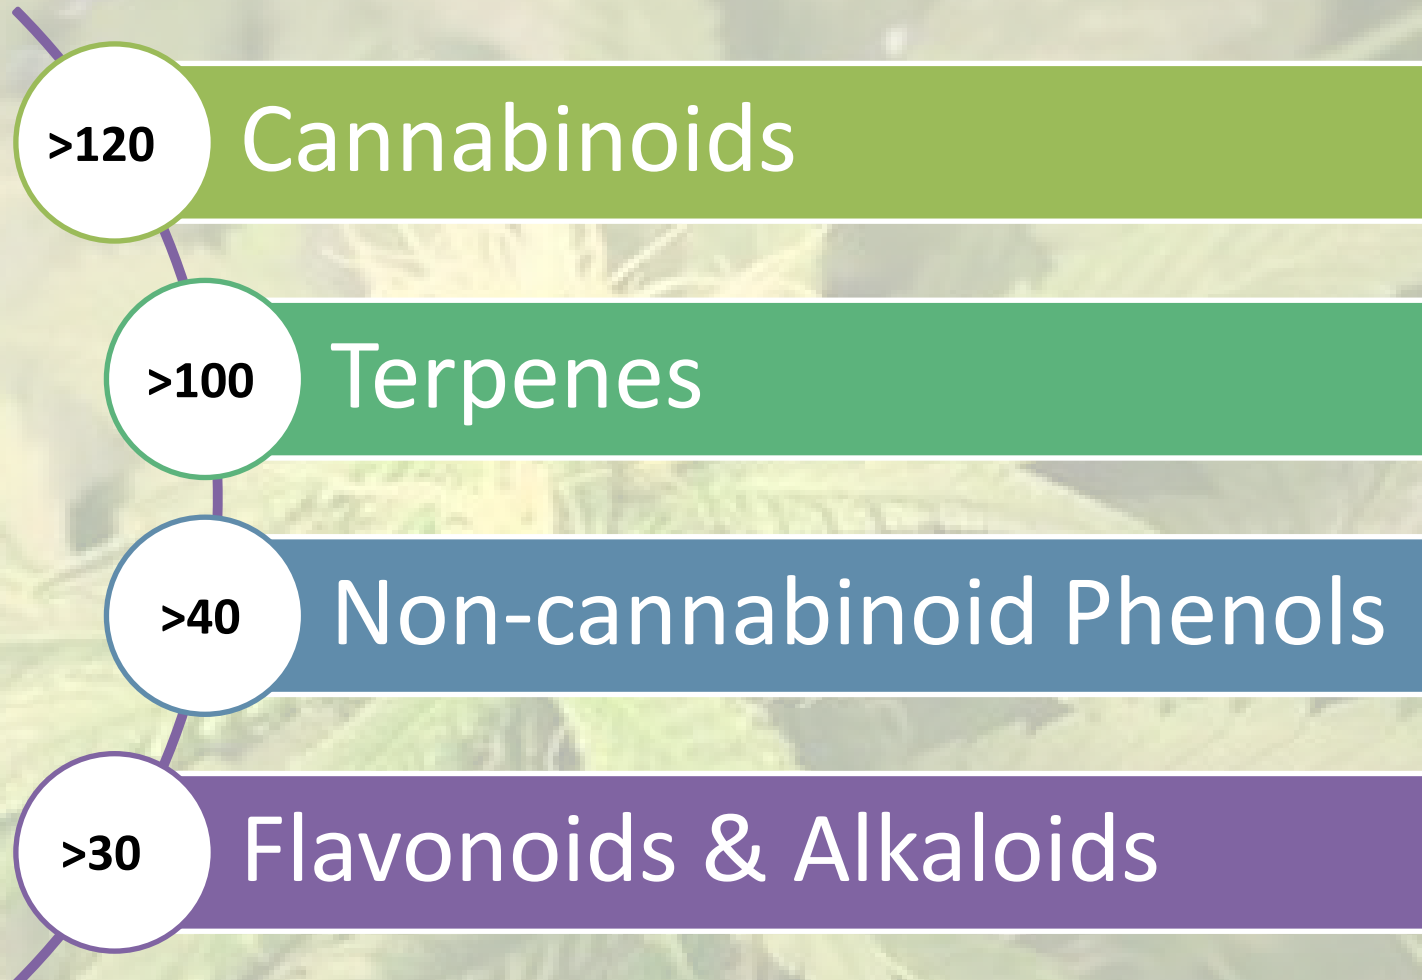 >120
Cannabinoids
>100
Terpenes
>40
Non-cannabinoid Phenols
>30
Flavonoids & Alkaloids